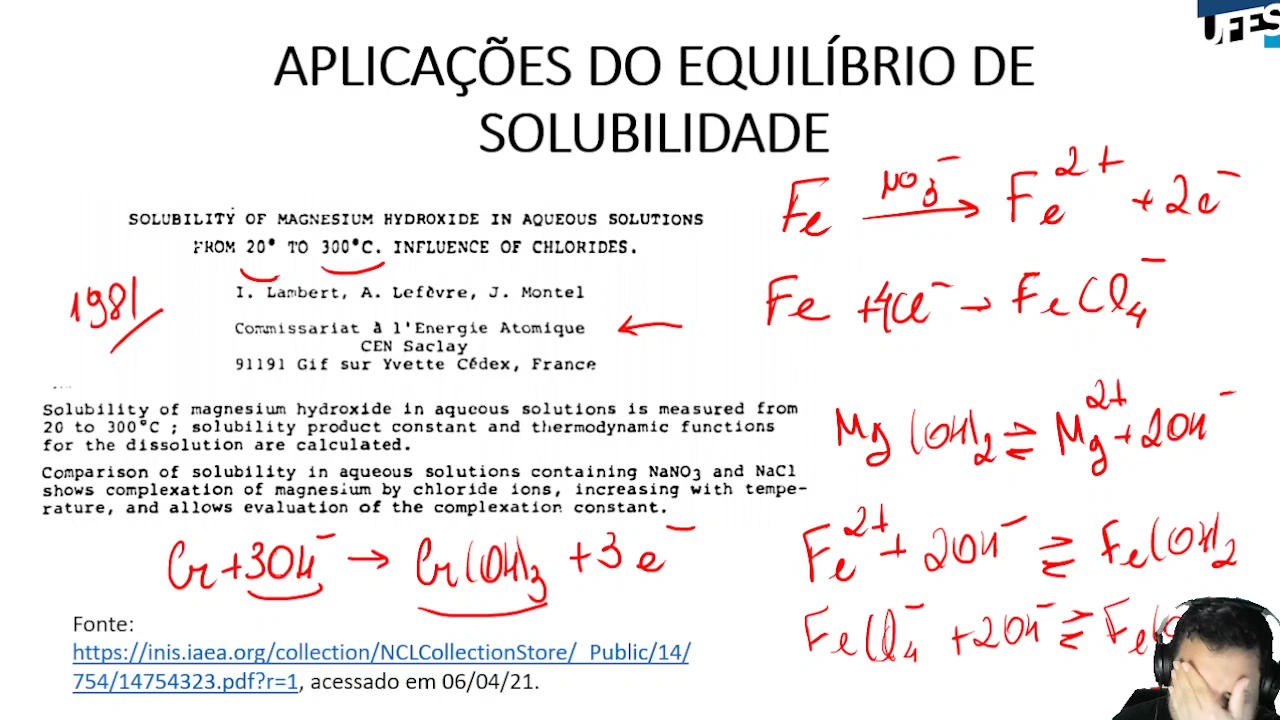 UFES
APLICAÇÕES DO EQUILÍBRIO DE
SOLUBILIDADE
SOLUBILITY OF MAGNESIUM HYDROXIDE IN AQUEOUS SOLUTIONS
FROM 20° TO 300°C. INFLUENCE OF CHLORIDES.
I. Lambert, A. Lefèvre, J. Montel
Commissariat à l'Energie Atomique
CEN Saclay
91191 Gif sur Yvette Cédex, France
1981
Solubility of magnesium hydroxide in aqueous solutions is measured from
20 to 300°C ; solubility product constant and thermodynamic functions
for the dissolution are calculated.
Comparison of solubility in aqueous solutions containing NaNO₃ and NaCl
shows complexation of magnesium by chloride ions, increasing with tempe-
rature, and allows evaluation of the complexation constant.
Cr + 3OH⁻ → Cr(OH)₃ + 3e⁻
Fonte:
https://inis.iaea.org/collection/NCLCollectionStore/_Public/14/
754/14754323.pdf?r=1, acessado em 06/04/21.
Fe NO₃⁻ → Fe²⁺ + 2e⁻
Fe + 4Cl⁻ → FeCl₄⁻
Mg(OH)₂ ⇌ Mg²⁺ + 2OH⁻
Fe²⁺ + 2OH⁻ ⇌ Fe(OH)₂
FeCl₄⁻ + 2OH⁻ ⇌ Fe(